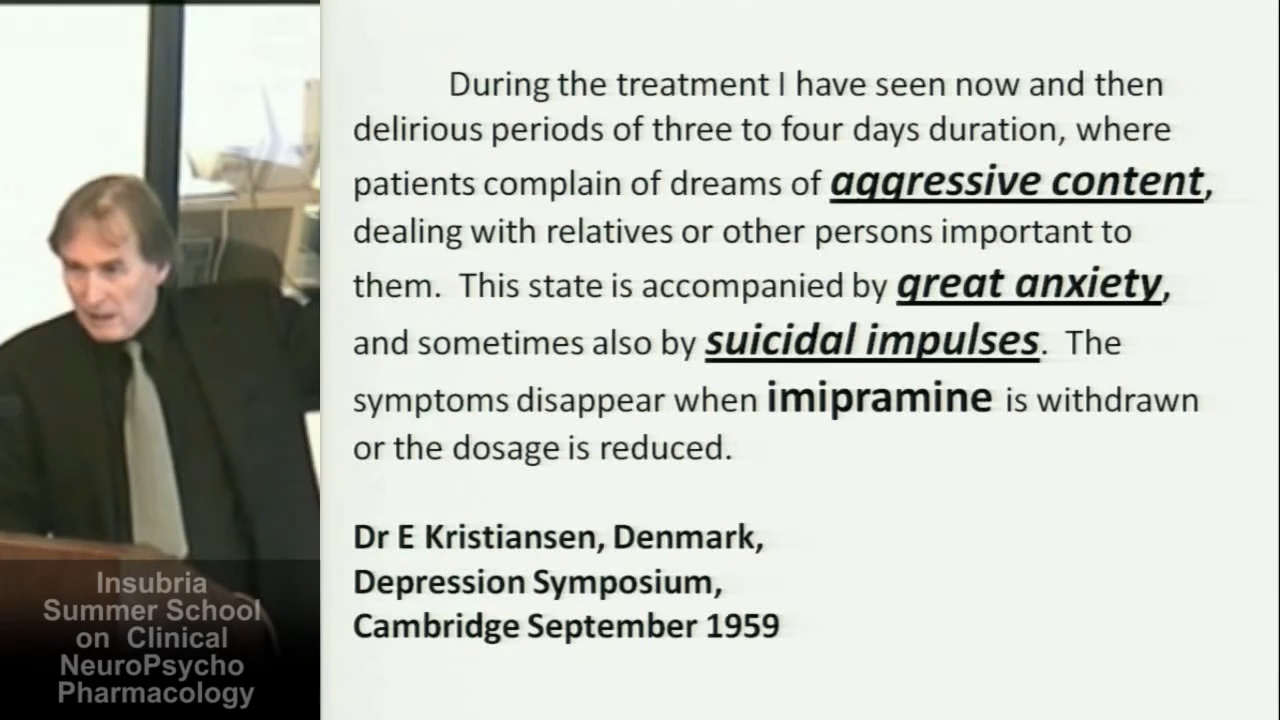 During the treatment I have seen now and then
delirious periods of three to four days duration, where
patients complain of dreams of aggressive content,
dealing with relatives or other persons important to
them.  This state is accompanied by great anxiety,
and sometimes also by suicidal impulses.  The
symptoms disappear when imipramine is withdrawn
or the dosage is reduced.
Dr E Kristiansen, Denmark,
Depression Symposium,
Cambridge September 1959
Insubria
Summer School
on  Clinical
NeuroPsycho
Pharmacology